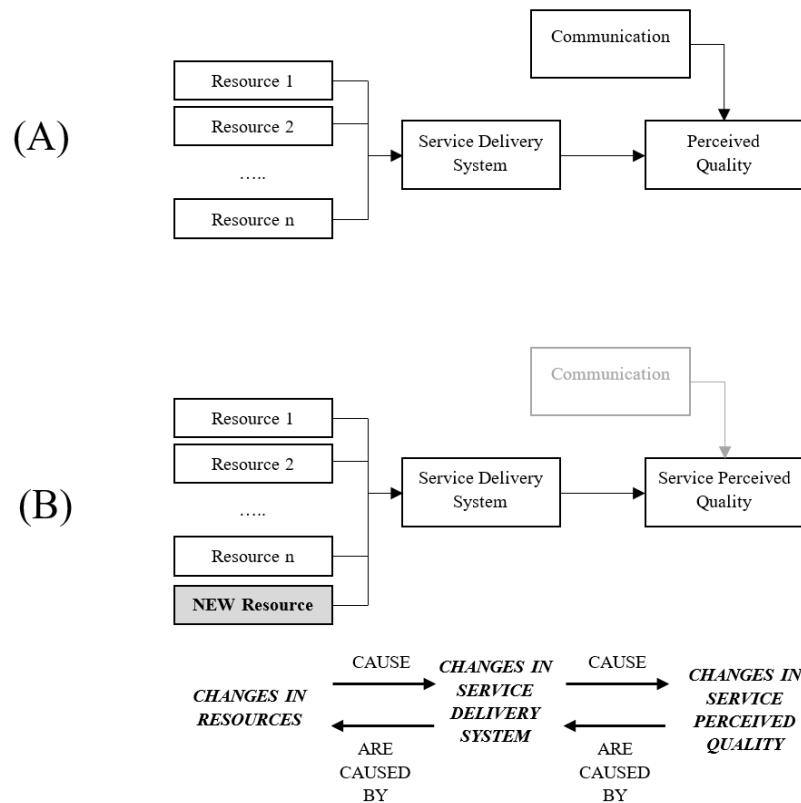 Communication
Resource 1
Resource 2
(A)
Service Delivery
System
Perceived
Quality
…..
Resource n
Communication
Resource 1
Resource 2
Service Delivery
System
Service Perceived
Quality
(B)
…..
Resource n
NEW Resource
CHANGES IN
RESOURCES
CAUSE
ARE
CAUSED
BY
CHANGES IN
SERVICE
DELIVERY
SYSTEM
CAUSE
ARE
CAUSED
BY
CHANGES IN
SERVICE
PERCEIVED
QUALITY